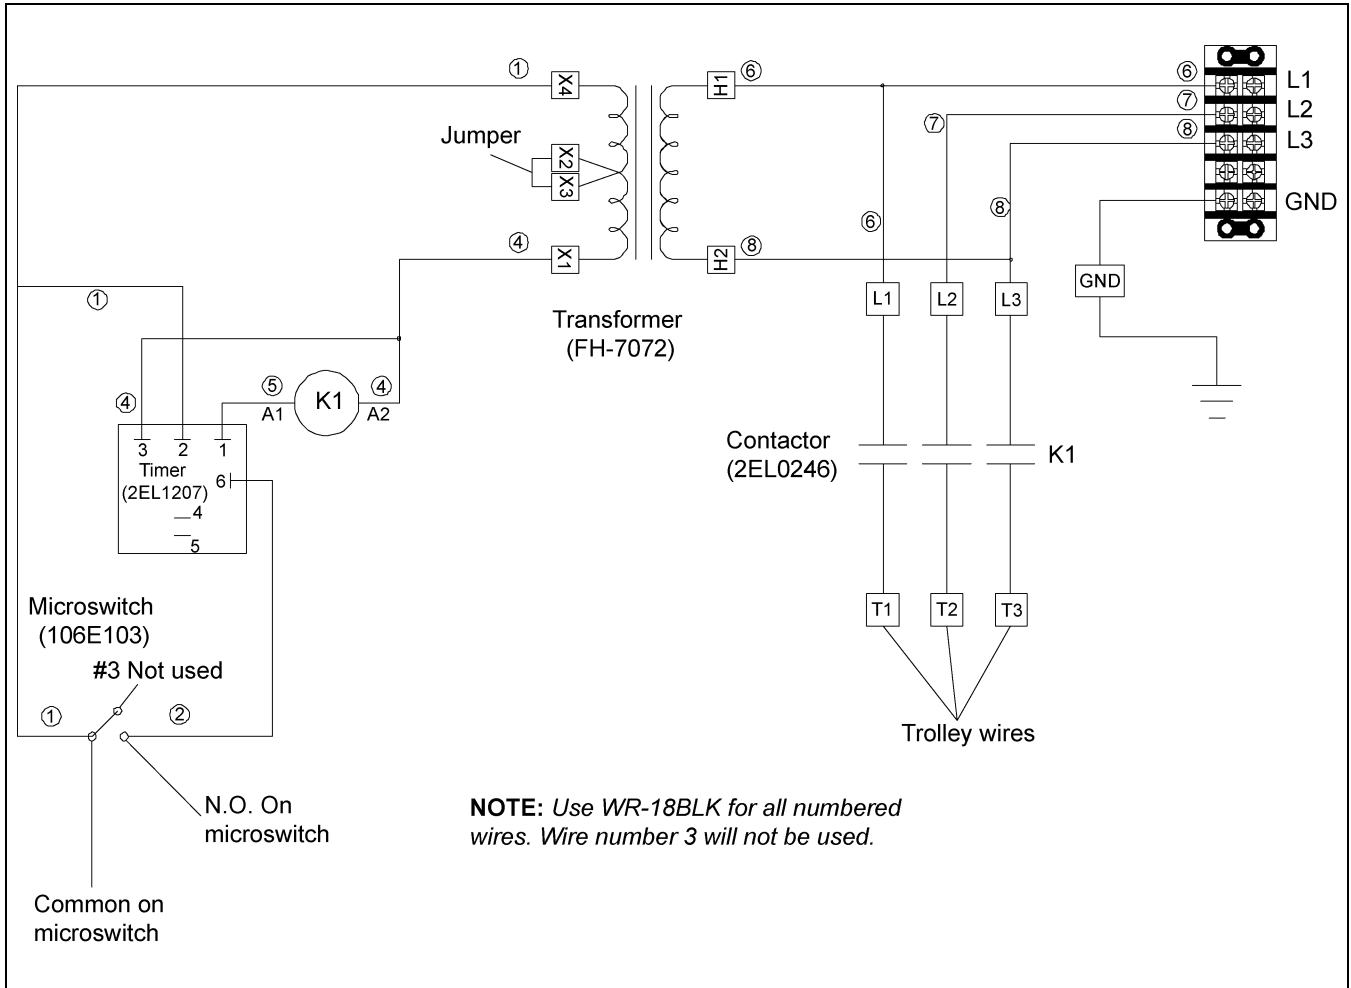 ① X4 H1 ⑥ ⑥ L1
⑦ ⑦ L2
Jumper X2 ⑧ L3
X3
④ X1 H2 ⑧ ⑥ ⑧ GND
① L1 L2 L3 GND
Transformer
(FH-7072)
⑤ K1 ④
④ A1 A2
3 2 1
Timer
(2EL1207) 6
4
5
Contactor
(2EL0246) K1
Microswitch
(106E103)
#3 Not used
① ②
T1 T2 T3
Trolley wires
N.O. On
microswitch
NOTE: Use WR-18BLK for all numbered
wires. Wire number 3 will not be used.
Common on
microswitch